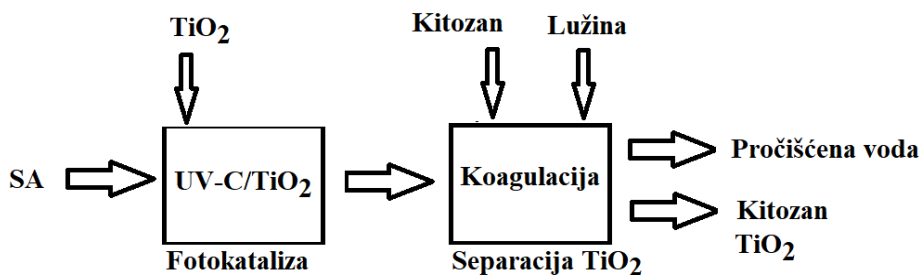 TiO2
Kitozan
Lužina
SA
UV-C/TiO2
Koagulacija
Pročišćena voda
Kitozan
TiO2
Fotokataliza
Separacija TiO2